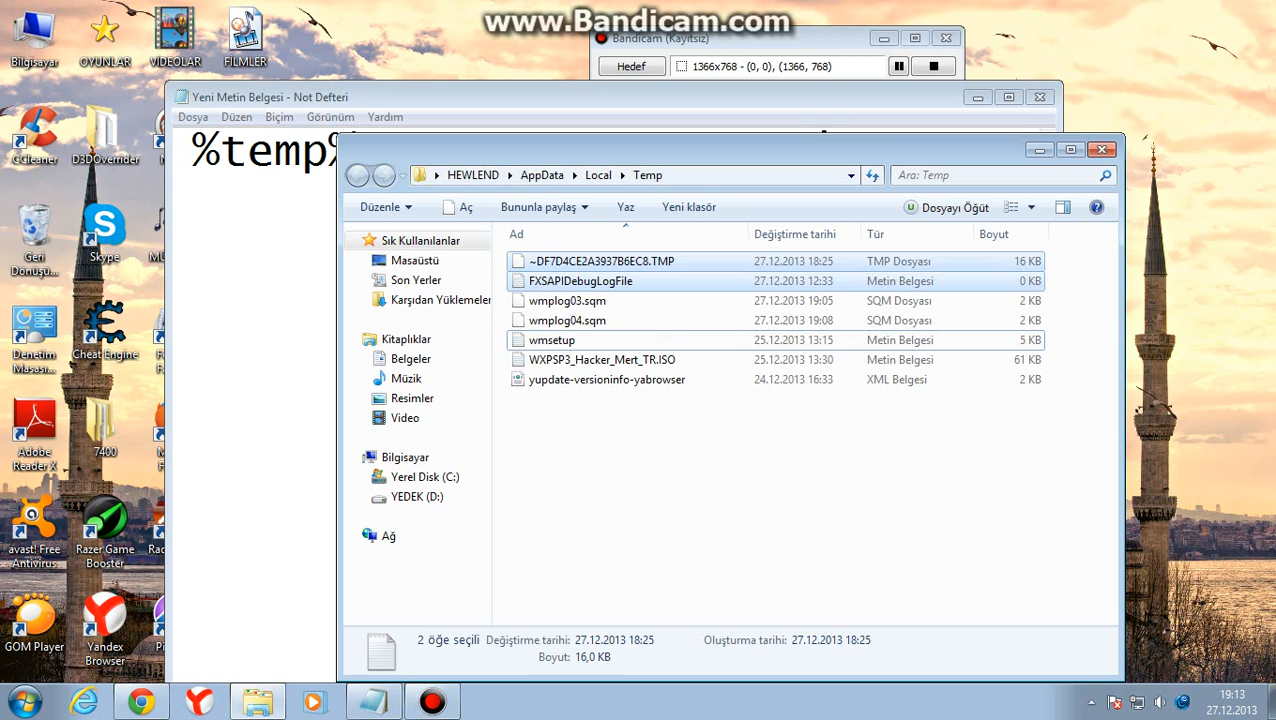 www.Bandicam.com
Bilgisayar
OYUNLAR
VİDEOLAR
FİLMLER
Bandicam (Kayıtsız)
Hedef
1366x768 - (0, 0), (1366, 768)
Yeni Metin Belgesi - Not Defteri
Dosya Düzen Biçim Görünüm Yardım
%temp%
CCleaner
D3DOverrider
Geri Dönüşü...
Skype
Denetim Masası...
Cheat Engine
Adobe Reader X
7400
avast! Free Antivirus
Razer Game Booster
GOM Player
Yandex Browser
HEWLEND AppData Local Temp
Ara: Temp
Düzenle Aç Bununla paylaş Yaz Yeni klasör Dosyayı Öğüt
Sık Kullanılanlar
Masaüstü
Son Yerler
Karşıdan Yüklemeler
Kitaplıklar
Belgeler
Müzik
Resimler
Video
Bilgisayar
Yerel Disk (C:)
YEDEK (D:)
Ağ
Ad Değiştirme tarihi Tür Boyut
~DF7D4CE2A3937B6EC8.TMP 27.12.2013 18:25 TMP Dosyası 16 KB
FXSAPIDebugLogFile 27.12.2013 12:33 Metin Belgesi 0 KB
wmplog03.sqm 27.12.2013 19:05 SQM Dosyası 2 KB
wmplog04.sqm 27.12.2013 19:08 SQM Dosyası 2 KB
wmsetup 25.12.2013 13:15 Metin Belgesi 5 KB
WXPSP3_Hacker_Mert_TR.ISO 25.12.2013 13:30 Metin Belgesi 61 KB
yupdate-versioninfo-yabrowser 24.12.2013 16:33 XML Belgesi 2 KB
2 öğe seçili Değiştirme tarihi: 27.12.2013 18:25 Oluşturma tarihi: 27.12.2013 18:25
Boyut: 16,0 KB
19:13
27.12.2013